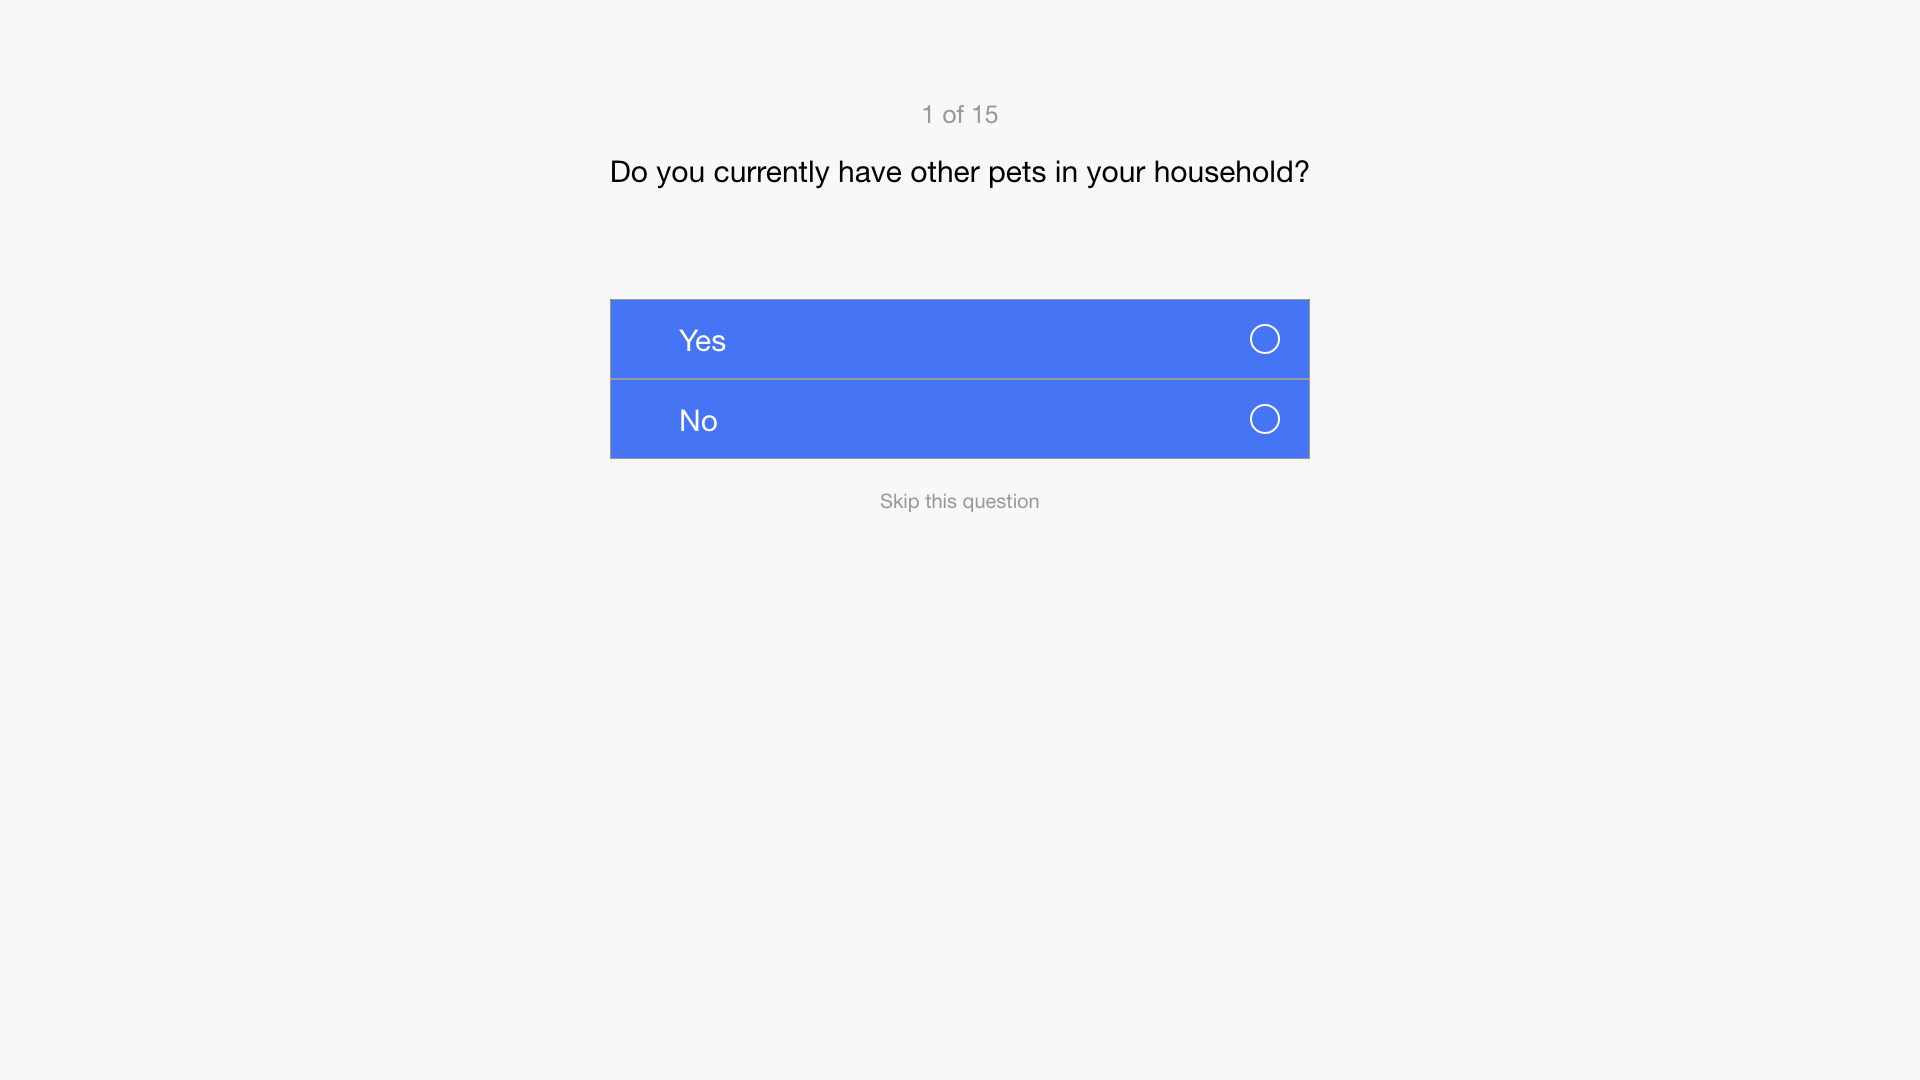 1 of 15
Do you currently have other pets in your household?
Yes
No
Skip this question